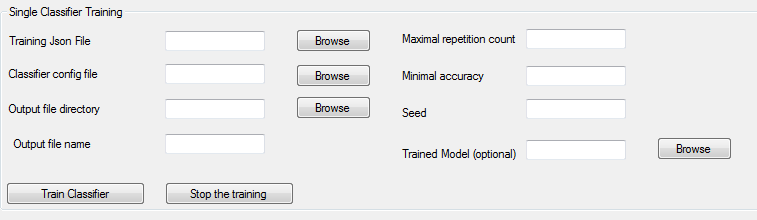 Single Classifier Training
Training Json File
Browse
Maximal repetition count
Classifier config file
Browse
Minimal accuracy
Output file directory
Browse
Seed
Output file name
Trained Model (optional)
Browse
Train Classifier
Stop the training